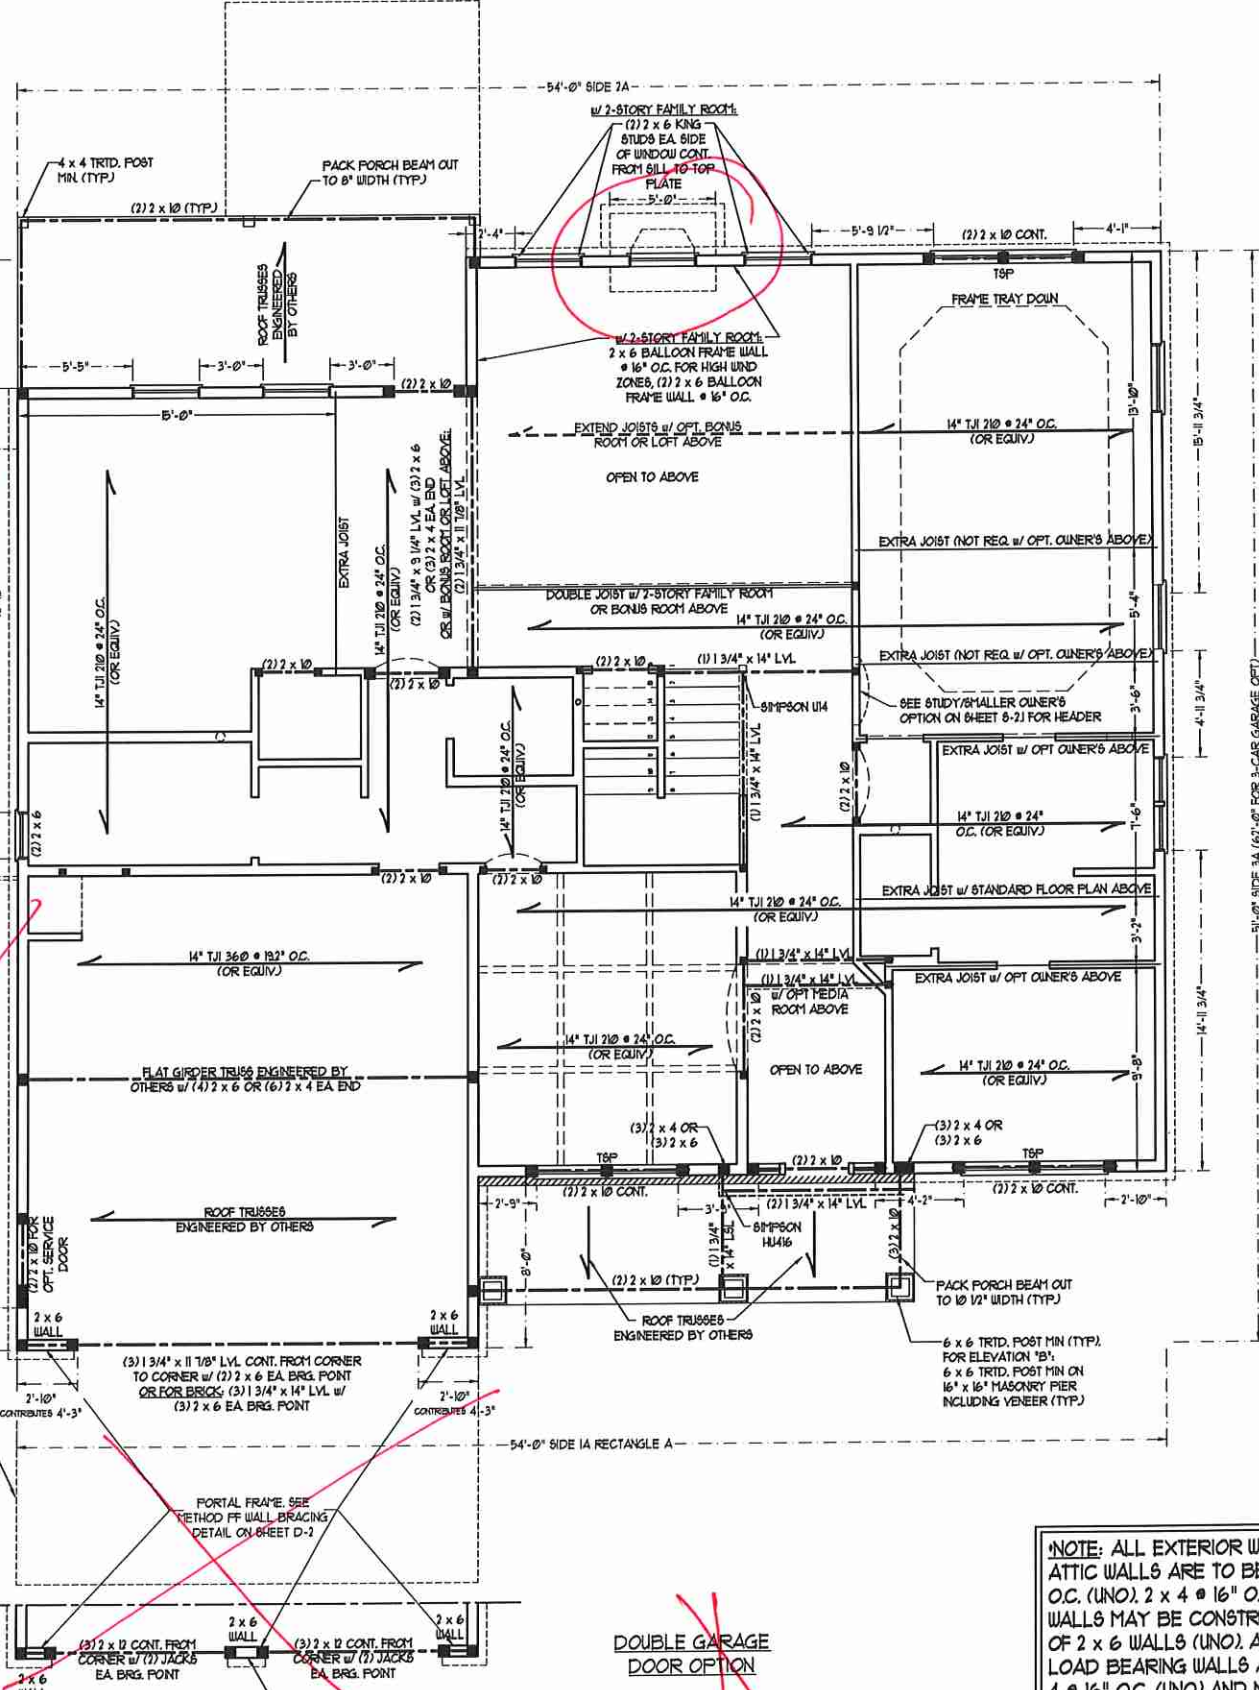 54'-0" SIDE 2A
w/ 2-STORY FAMILY ROOM:
(2) 2 x 6 KING
STUDS EA. SIDE
OF WINDOW CONT.
FROM SILL TO TOP
PLATE
5'-0"
4 x 4 TRTD. POST
MIN. (TYP.)
PACK PORCH BEAM OUT
TO 8" WIDTH (TYP.)
(2) 2 x 10 (TYP.)
2'-4"
5'-9 1/2"
(2) 2 x 10 CONT.
4'-1"
TSP
ROOF TRUSSES
ENGINEERED
BY OTHERS
FRAME TRAY DOWN
w/ 2-STORY FAMILY ROOM:
2 x 6 BALLOON FRAME WALL
@ 16" O.C. FOR HIGH WIND
ZONES, (2) 2 x 6 BALLOON
FRAME WALL @ 16" O.C.
5'-5"
3'-0"
3'-0"
(2) 2 x 10
15'-0"
13'-10"
15'-11 3/4"
EXTEND JOISTS w/ OPT. BONUS
ROOM OR LOFT ABOVE
14" TJI 210 @ 24" O.C.
(OR EQUIV.)
OPEN TO ABOVE
EXTRA JOIST
14" TJI 210 @ 24" O.C.
(OR EQUIV.)
14" TJI 210 @ 24" O.C.
(OR EQUIV.)
(2) 1 3/4" x 9 1/4" LVL w/ (3) 2 x 6
OR (3) 2 x 4 EA. END
OR w/ BONUS ROOM OR LOFT ABOVE:
(2) 1 3/4" x 11 7/8" LVL
EXTRA JOIST (NOT REQ. w/ OPT. OWNER'S ABOVE)
DOUBLE JOIST w/ 2-STORY FAMILY ROOM
OR BONUS ROOM ABOVE
5'-4"
14" TJI 210 @ 24" O.C.
(OR EQUIV.)
(2) 2 x 10
(2) 2 x 10
(2) 2 x 10
(1) 1 3/4" x 14" LVL
EXTRA JOIST (NOT REQ. w/ OPT. OWNER'S ABOVE)
SIMPSON U14
SEE STUDY/SMALLER OWNER'S
OPTION ON SHEET S-2.1 FOR HEADER
3'-6"
4'-11 3/4"
51'-0" SIDE 3A (62'-0" FOR 3-CAR GARAGE OPT.)
14" TJI 210 @ 24" O.C.
(OR EQUIV.)
(1) 1 3/4" x 14" LVL
(2) 2 x 10
EXTRA JOIST w/ OPT OWNER'S ABOVE
14" TJI 210 @ 24"
O.C. (OR EQUIV.)
7'-6"
(2) 2 x 6
(2) 2 x 10
(2) 2 x 10
EXTRA JOIST w/ STANDARD FLOOR PLAN ABOVE
14" TJI 210 @ 24" O.C.
(OR EQUIV.)
3'-2"
14" TJI 360 @ 19.2" O.C.
(OR EQUIV.)
(1) 1 3/4" x 14" LVL
(1) 1 3/4" x 14" LVL
w/ OPT MEDIA
ROOM ABOVE
(2) 2 x 10
EXTRA JOIST w/ OPT OWNER'S ABOVE
14'-11 3/4"
14" TJI 210 @ 24" O.C.
(OR EQUIV.)
FLAT GIRDER TRUSS ENGINEERED BY
OTHERS w/ (4) 2 x 6 OR (6) 2 x 4 EA. END
OPEN TO ABOVE
14" TJI 210 @ 24" O.C.
(OR EQUIV.)
9'-8"
(3) 2 x 4 OR
(3) 2 x 6
(3) 2 x 4 OR
(3) 2 x 6
TSP
(2) 2 x 10
TSP
(2) 2 x 10 CONT.
(2) 2 x 10 CONT.
2'-9"
(2) 1 3/4" x 14" LVL
4'-2"
2'-10"
ROOF TRUSSES
ENGINEERED BY OTHERS
(2) 2 x 10 FOR
OPT. SERVICE
DOOR
8'-0"
(1) 1 3/4"
x 14" LSL
SIMPSON
HU416
(3) 2 x 10
(2) 2 x 10 (TYP.)
PACK PORCH BEAM OUT
TO 10 1/2" WIDTH (TYP.)
ROOF TRUSSES
ENGINEERED BY OTHERS
2 x 6
WALL
2 x 6
WALL
6 x 6 TRTD. POST MIN (TYP).
FOR ELEVATION "B":
6 x 6 TRTD. POST MIN ON
16" x 16" MASONRY PIER
INCLUDING VENEER (TYP.)
(3) 1 3/4" x 11 7/8" LVL CONT. FROM CORNER
TO CORNER w/ (2) 2 x 6 EA. BRG. POINT
OR FOR BRICK: (3) 1 3/4" x 14" LVL w/
(3) 2 x 6 EA. BRG. POINT
2'-10"
CONTRIBUTES 4'-3"
2'-10"
CONTRIBUTES 4'-3"
54'-0" SIDE 1A RECTANGLE A
PORTAL FRAME, SEE
METHOD PF WALL BRACING
DETAIL ON SHEET D-2
2 x 6
WALL
2 x 6
WALL
(3) 2 x 12 CONT. FROM
CORNER w/ (2) JACKS
EA. BRG. POINT
(3) 2 x 12 CONT. FROM
CORNER w/ (2) JACKS
EA. BRG. POINT
2 x 6
DOUBLE GARAGE
DOOR OPTION
*NOTE: ALL EXTERIOR W
ATTIC WALLS ARE TO BE
O.C. (UNO). 2 x 4 @ 16" O.
WALLS MAY BE CONSTR
OF 2 x 6 WALLS (UNO). A
LOAD BEARING WALLS